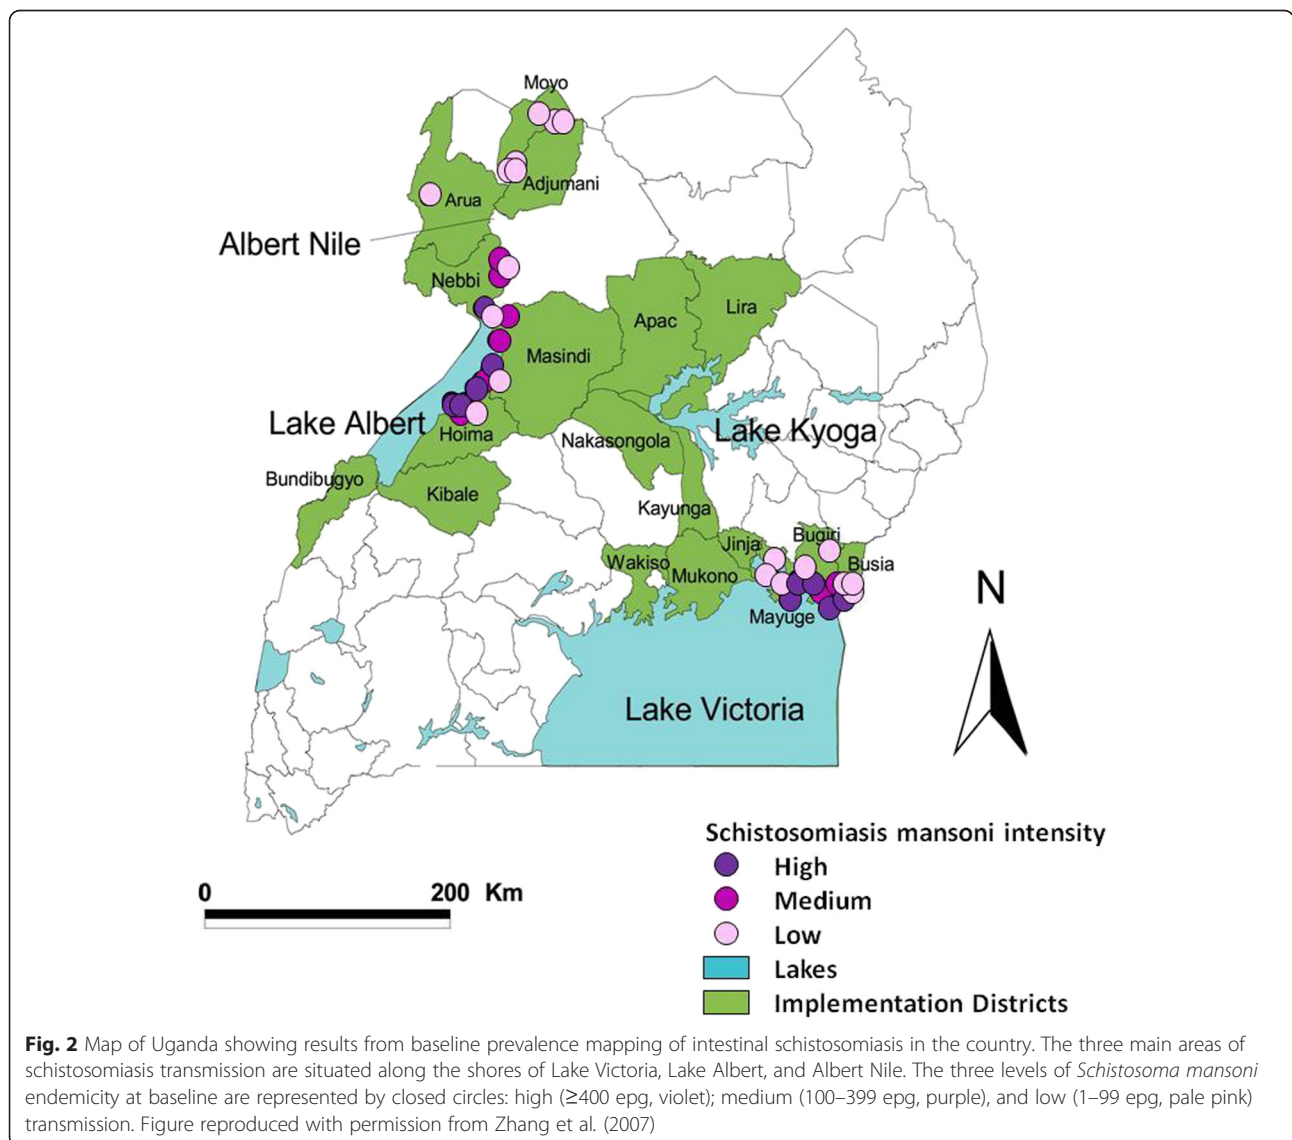 Moyo
Adjumani
Arua
Albert Nile
Nebbi
Apac
Lira
Masindi
Lake Albert
Hoima
Lake Kyoga
Nakasongola
Bundibugyo
Kibale
Kayunga
Jinja
Bugiri
Wakiso
Mukono
Busia
Mayuge
N
Lake Victoria
Schistosomiasis mansoni intensity
High
Medium
Low
Lakes
Implementation Districts
0 200 Km
Fig. 2 Map of Uganda showing results from baseline prevalence mapping of intestinal schistosomiasis in the country. The three main areas of
schistosomiasis transmission are situated along the shores of Lake Victoria, Lake Albert, and Albert Nile. The three levels of Schistosoma mansoni
endemicity at baseline are represented by closed circles: high (≥400 epg, violet); medium (100–399 epg, purple), and low (1–99 epg, pale pink)
transmission. Figure reproduced with permission from Zhang et al. (2007)